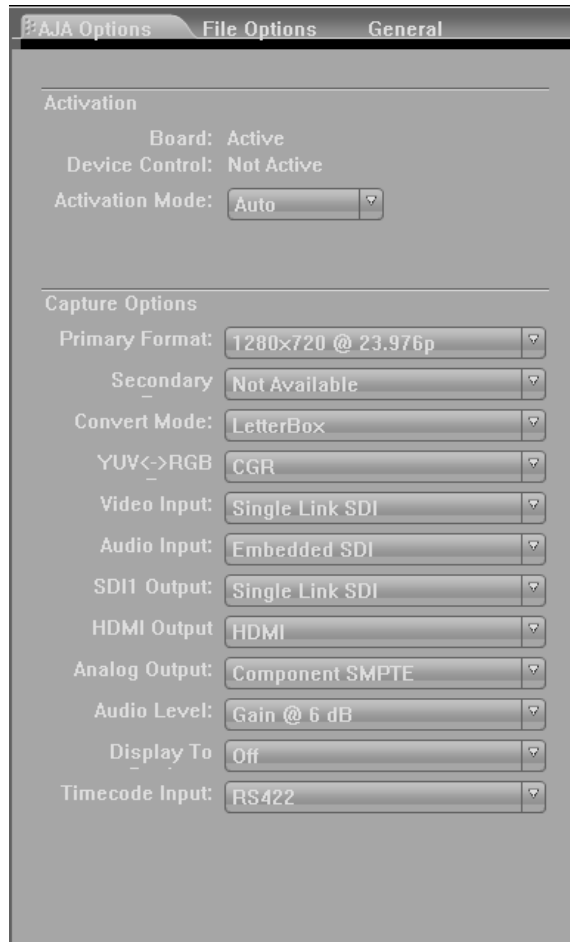 AJA Options File Options General
Activation
Board: Active
Device Control: Not Active
Activation Mode: Auto
Capture Options
Primary Format: 1280x720 @ 23.976p
Secondary Not Available
Convert Mode: LetterBox
YUV<->RGB CGR
Video Input: Single Link SDI
Audio Input: Embedded SDI
SDI1 Output: Single Link SDI
HDMI Output HDMI
Analog Output: Component SMPTE
Audio Level: Gain @ 6 dB
Display To Off
Timecode Input: RS422